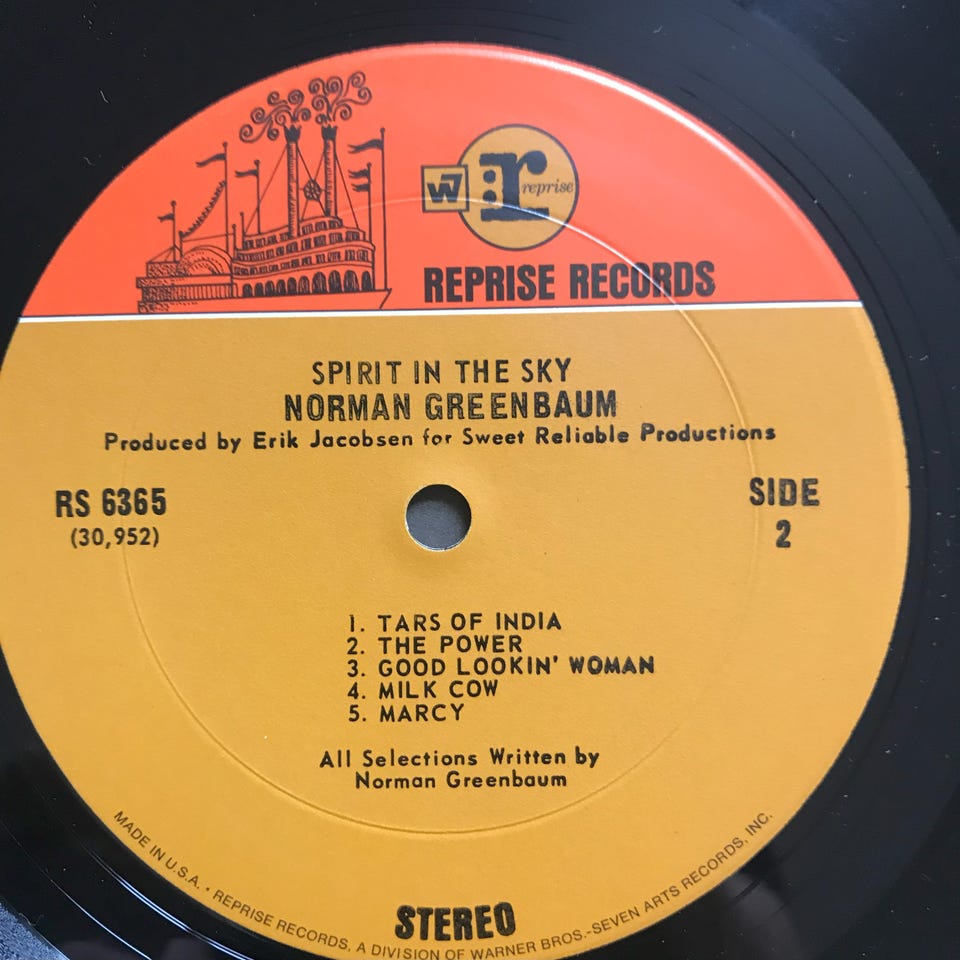 W7
r
reprise
REPRISE RECORDS
SPIRIT IN THE SKY
NORMAN GREENBAUM
Produced by Erik Jacobsen for Sweet Reliable Productions
RS 6365
(30,952)
SIDE
2
1. TARS OF INDIA
2. THE POWER
3. GOOD LOOKIN' WOMAN
4. MILK COW
5. MARCY
All Selections Written by
Norman Greenbaum
STEREO
MADE IN U.S.A. • REPRISE RECORDS, A DIVISION OF WARNER BROS.-SEVEN ARTS RECORDS, INC.